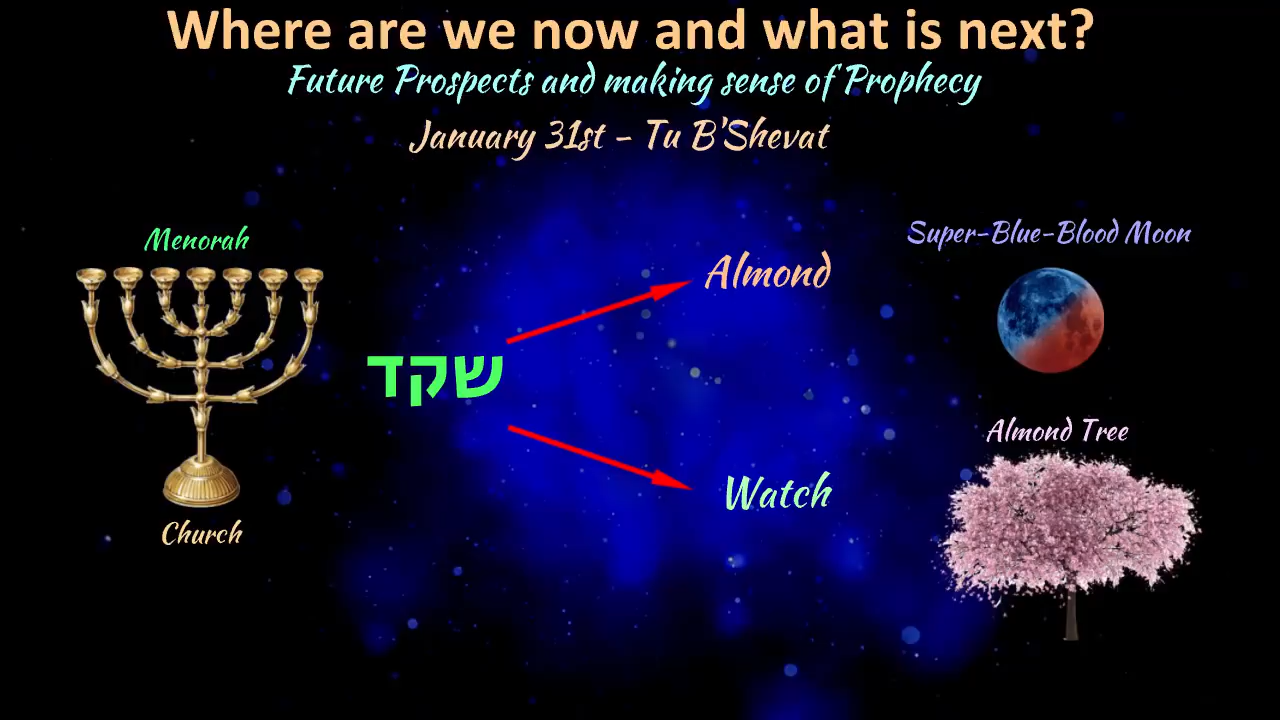 Where are we now and what is next?
Future Prospects and making sense of Prophecy
January 31st - Tu B'Shevat
Menorah
Church
שקד
Almond
Watch
Super-Blue-Blood Moon
Almond Tree